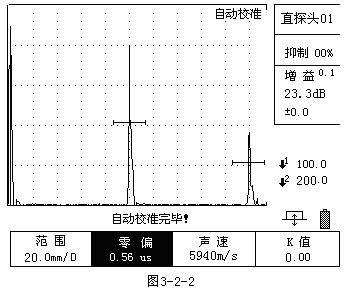 自动校准
直探头01
抑制 00%
增益 0.1
23.3dB
±0.0
1 100.0
2 200.0
自动校准完毕!
范围 零偏 声速 K值
20.0mm/D 0.56 us 5940m/s 0.00
图3-2-2